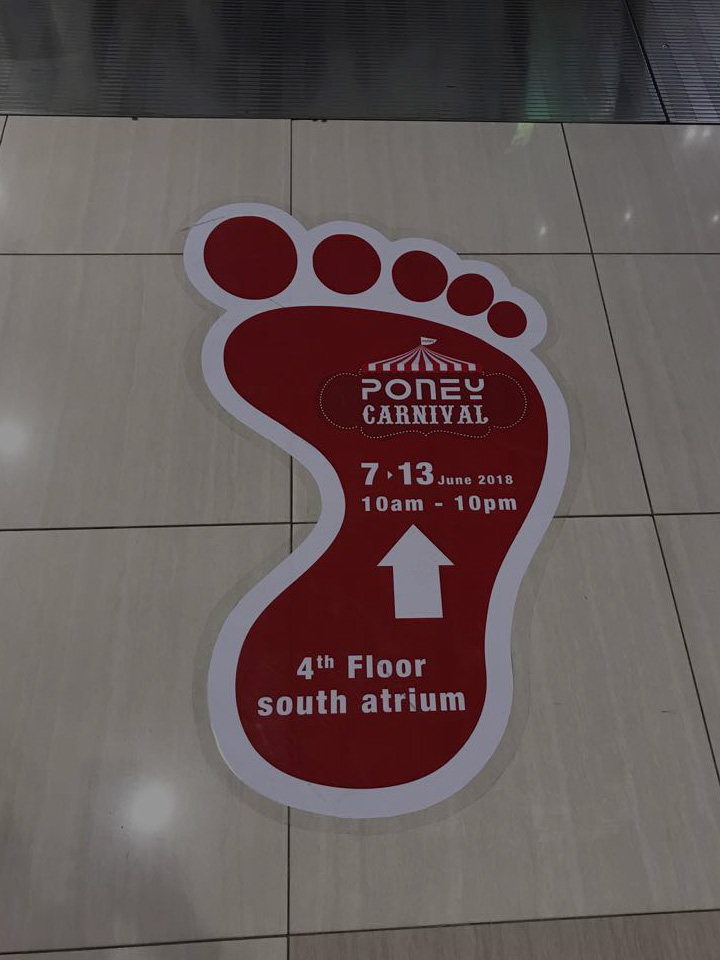 PONEY
CARNIVAL
7 › 13 June 2018
10am - 10pm
4th Floor
south atrium